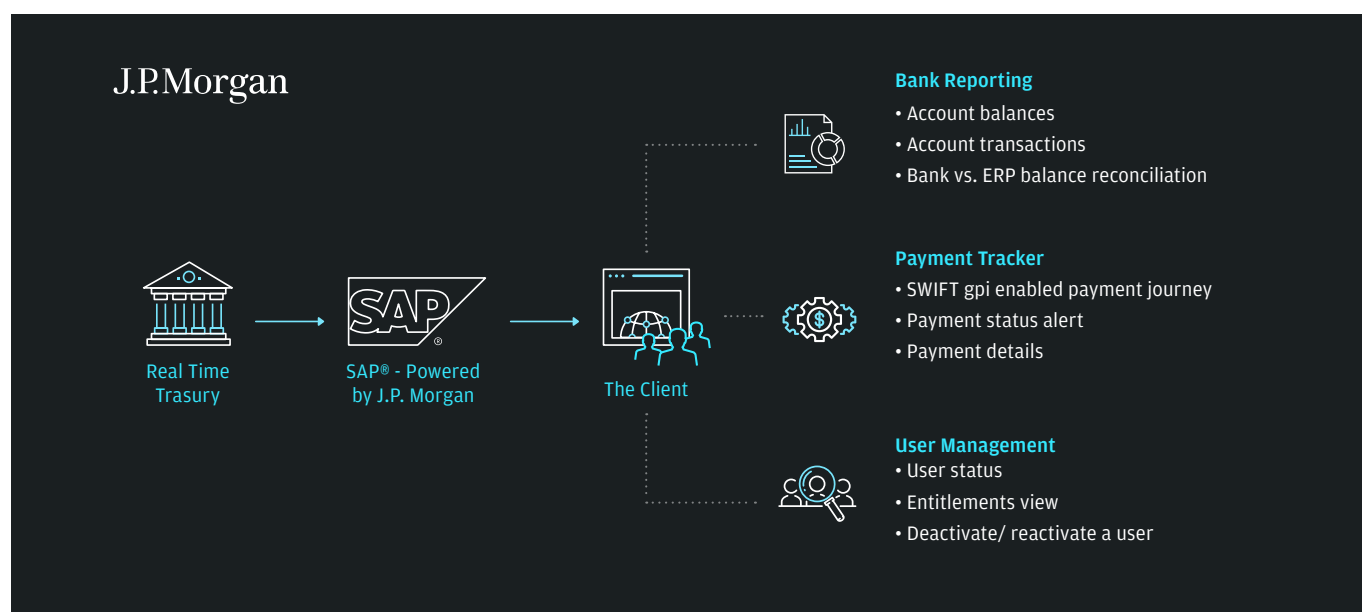 J.P.Morgan
Real Time
Trasury
SAP
®
SAP® - Powered
by J.P. Morgan
The Client
Bank Reporting
• Account balances
• Account transactions
• Bank vs. ERP balance reconciliation
$
Payment Tracker
• SWIFT gpi enabled payment journey
• Payment status alert
• Payment details
User Management
• User status
• Entitlements view
• Deactivate/ reactivate a user